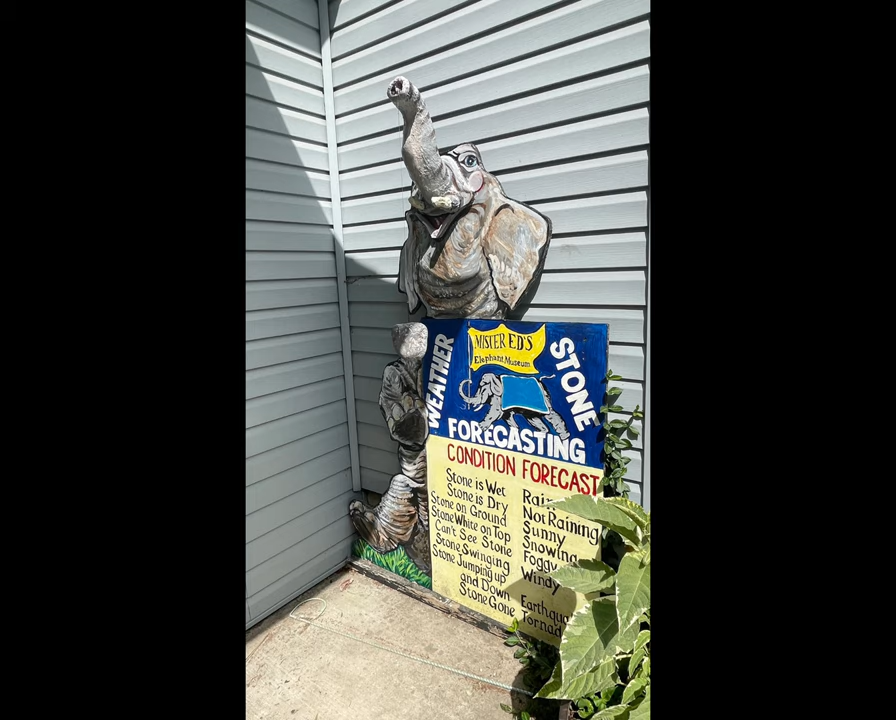 MISTER ED'S
Elephant Museum
WEATHER
STONE
FORECASTING
CONDITION FORECAST
Stone is Wet
Stone is Dry
Stone on Ground
Stone White on Top
Can't See Stone
Stone Swinging
Stone Jumping up
and Down
Stone Gone
Rain
Not Raining
Sunny
Snowing
Foggy
Windy